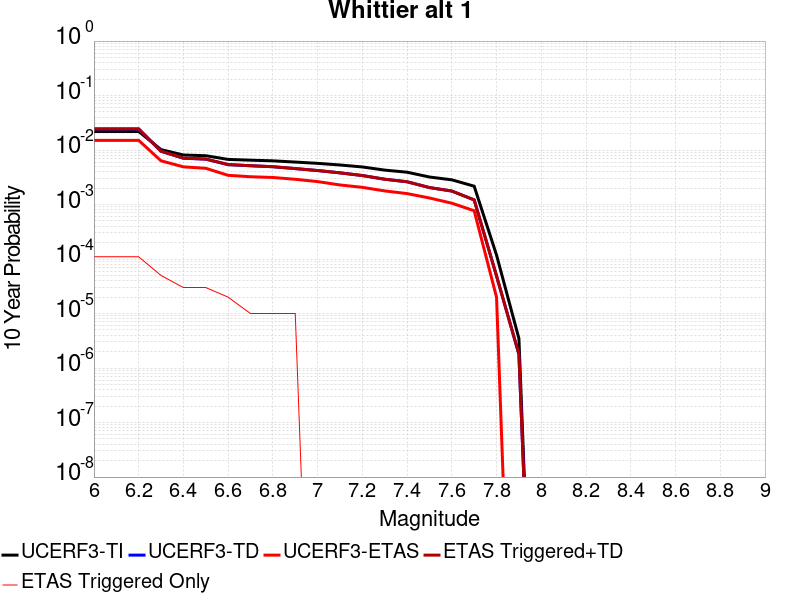 Whittier alt 1
10 0
10 -1
10 -2
10 -3
10 -4
10 -5
10 -6
10 -7
10 -8
10 Year Probability
6 6.2 6.4 6.6 6.8 7 7.2 7.4 7.6 7.8 8 8.2 8.4 8.6 8.8 9
Magnitude
UCERF3-TI UCERF3-TD UCERF3-ETAS ETAS Triggered+TD
ETAS Triggered Only